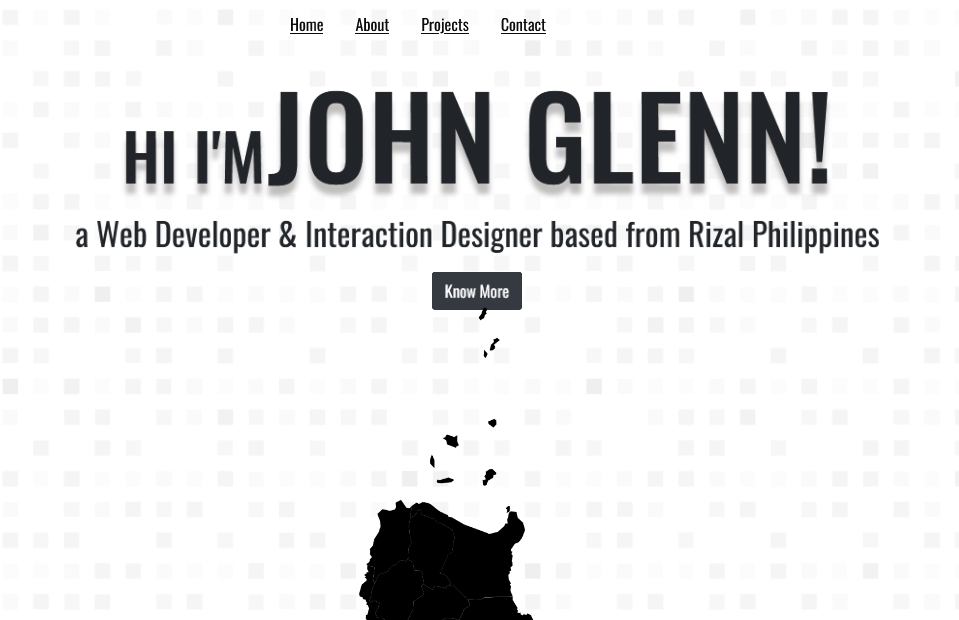 Home About Projects Contact
HI I'M JOHN GLENN!
a Web Developer & Interaction Designer based from Rizal Philippines
Know More